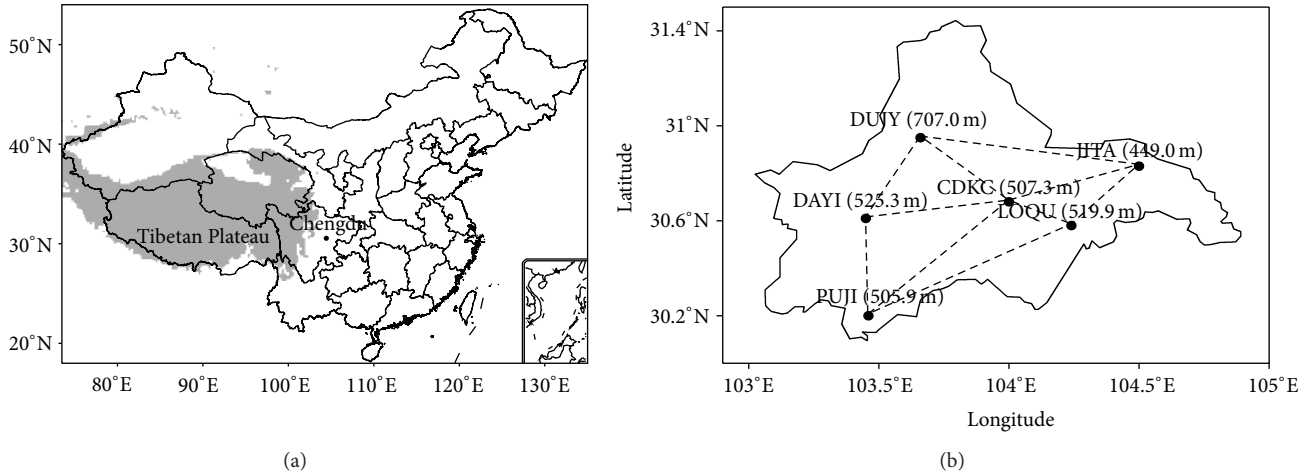 50°N
40°N
30°N
20°N
Tibetan Plateau
Chengdu
80°E 90°E 100°E 110°E 120°E 130°E
(a)
Latitude
31.4°N
31°N
30.6°N
30.2°N
DUJY (707.0 m)
JITA (449.0 m)
CDKC (507.3 m)
DAYI (525.3 m)
LOQU (519.9 m)
PUJI (505.9 m)
103°E 103.5°E 104°E 104.5°E 105°E
Longitude
(b)